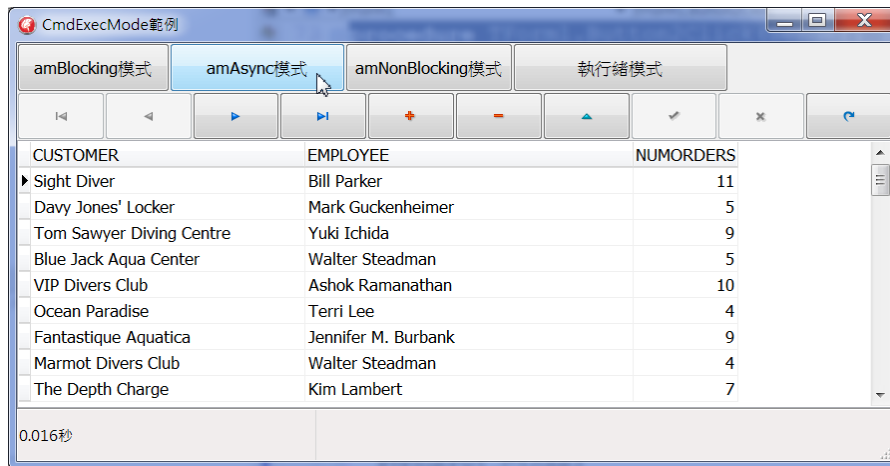 CmdExecMode範例
amBlocking模式 amAsync模式 amNonBlocking模式 執行緒模式
CUSTOMER EMPLOYEE NUMORDERS
Sight Diver Bill Parker 11
Davy Jones' Locker Mark Guckenheimer 5
Tom Sawyer Diving Centre Yuki Ichida 9
Blue Jack Aqua Center Walter Steadman 5
VIP Divers Club Ashok Ramanathan 10
Ocean Paradise Terri Lee 4
Fantastique Aquatica Jennifer M. Burbank 9
Marmot Divers Club Walter Steadman 4
The Depth Charge Kim Lambert 7
0.016秒